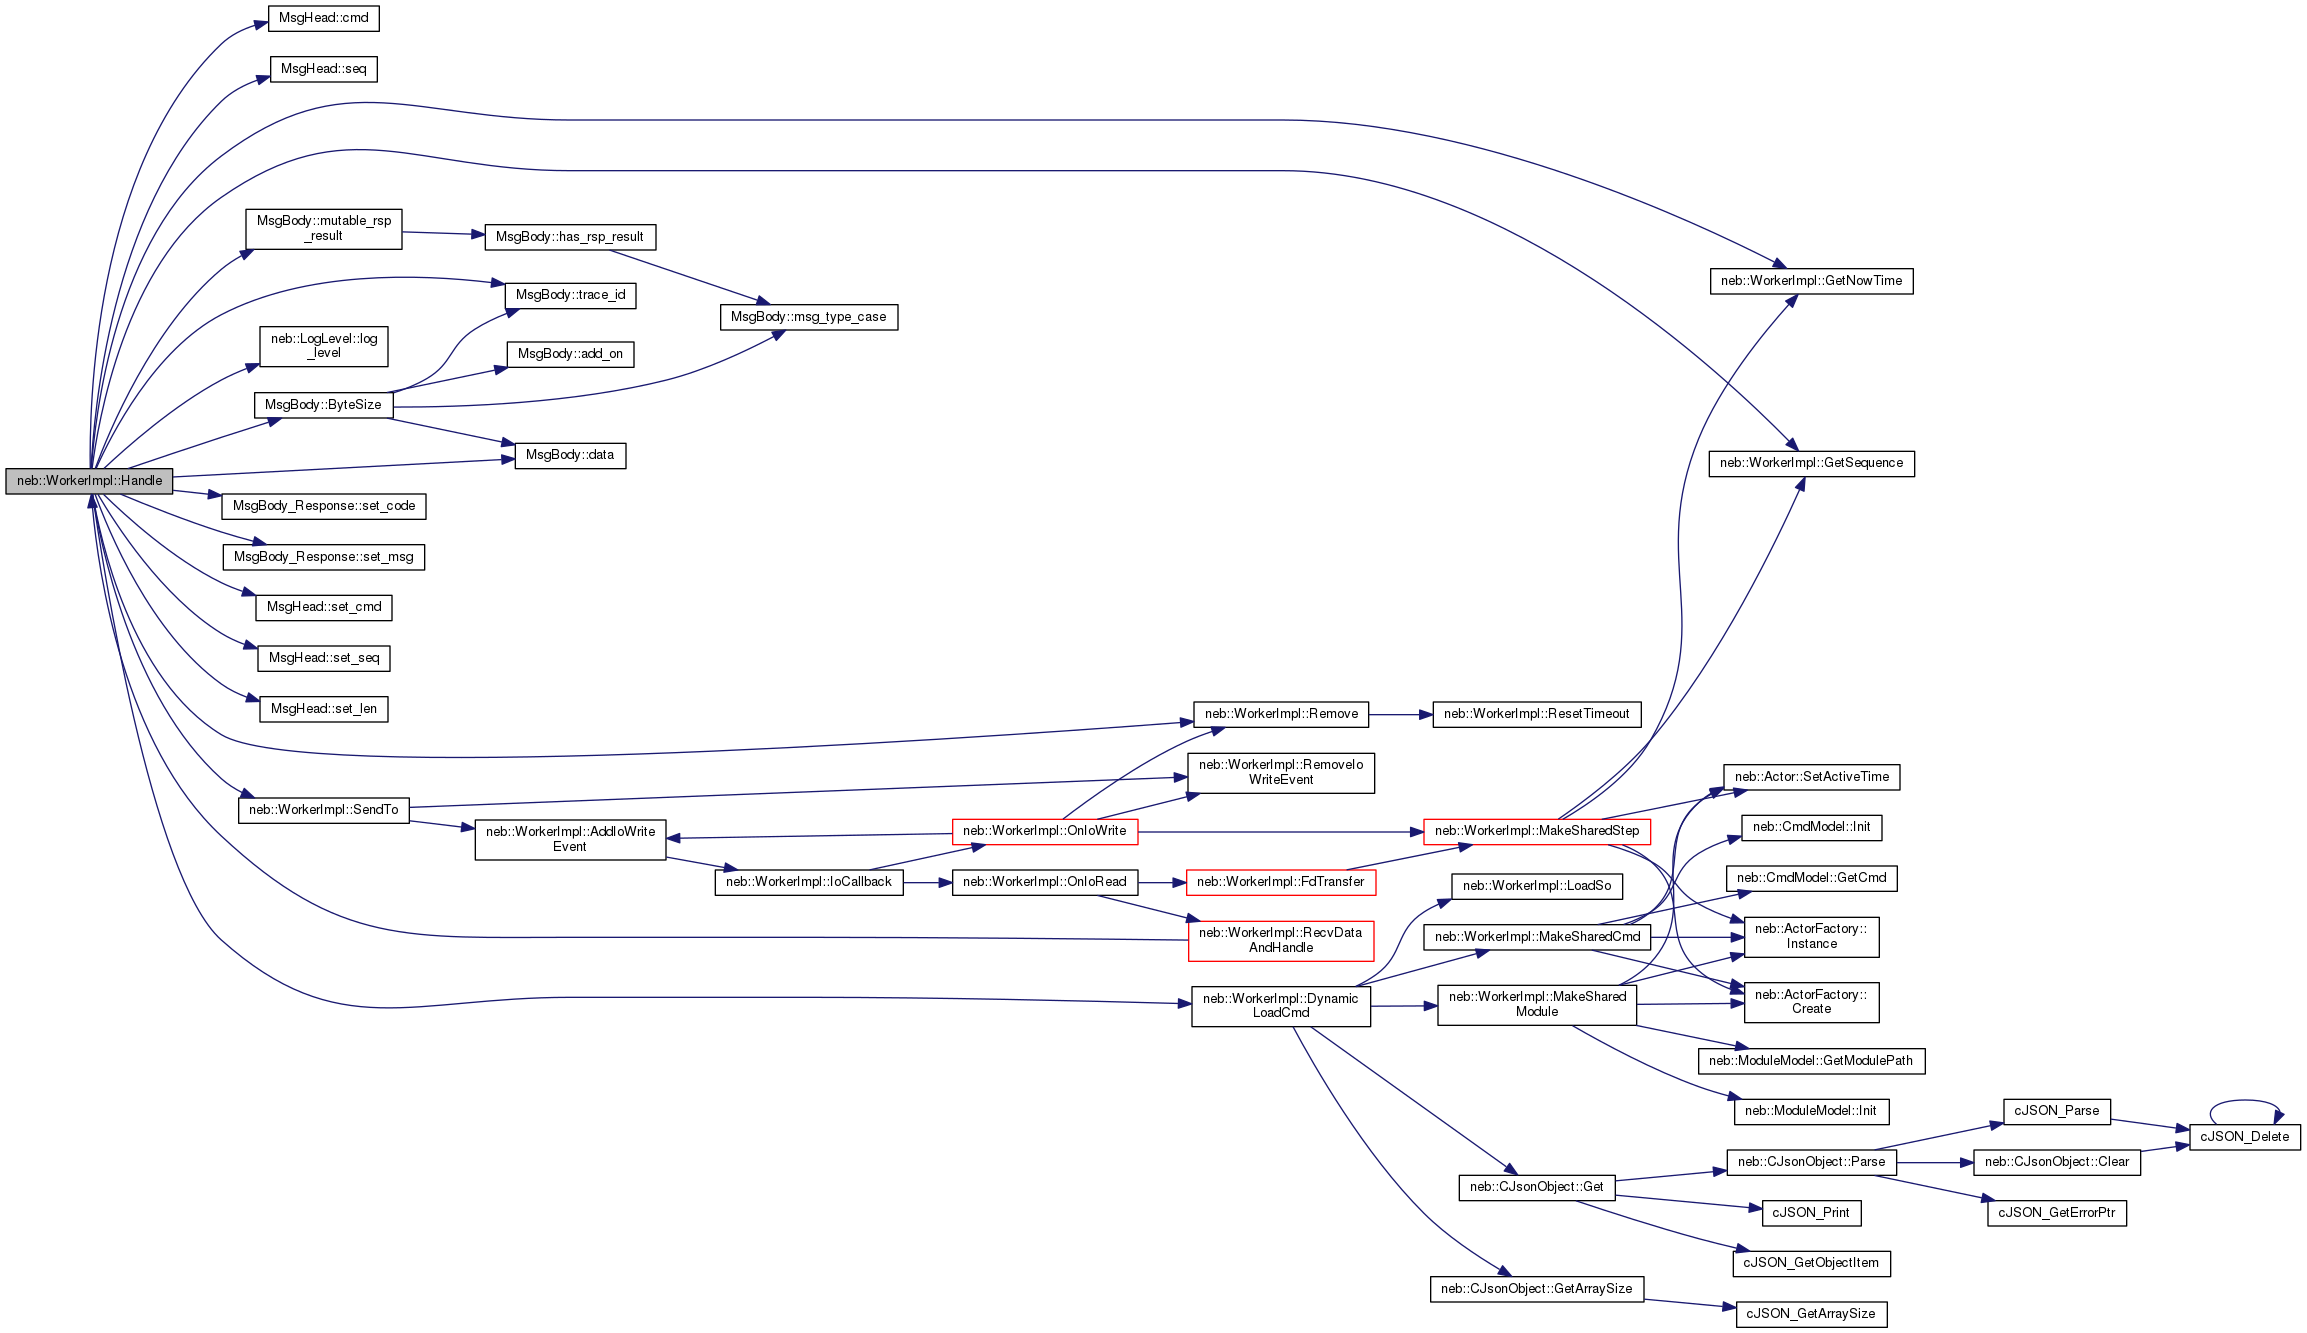 MsgHead::cmd
MsgHead::seq
MsgBody::mutable_rsp
_result
MsgBody::has_rsp_result
neb::WorkerImpl::GetNowTime
MsgBody::trace_id
MsgBody::msg_type_case
neb::LogLevel::log
_level
MsgBody::add_on
MsgBody::ByteSize
MsgBody::data
neb::WorkerImpl::GetSequence
neb::WorkerImpl::Handle
MsgBody_Response::set_code
MsgBody_Response::set_msg
MsgHead::set_cmd
MsgHead::set_seq
MsgHead::set_len
neb::WorkerImpl::Remove
neb::WorkerImpl::ResetTimeout
neb::WorkerImpl::RemoveIo
WriteEvent
neb::Actor::SetActiveTime
neb::WorkerImpl::SendTo
neb::WorkerImpl::AddIoWrite
Event
neb::WorkerImpl::OnIoWrite
neb::WorkerImpl::MakeSharedStep
neb::CmdModel::Init
neb::WorkerImpl::IoCallback
neb::WorkerImpl::OnIoRead
neb::WorkerImpl::FdTransfer
neb::WorkerImpl::LoadSo
neb::CmdModel::GetCmd
neb::WorkerImpl::RecvData
AndHandle
neb::WorkerImpl::MakeSharedCmd
neb::ActorFactory::
Instance
neb::WorkerImpl::Dynamic
LoadCmd
neb::WorkerImpl::MakeShared
Module
neb::ActorFactory::
Create
neb::ModuleModel::GetModulePath
neb::ModuleModel::Init
cJSON_Parse
cJSON_Delete
neb::CJsonObject::Parse
neb::CJsonObject::Clear
neb::CJsonObject::Get
cJSON_Print
cJSON_GetErrorPtr
cJSON_GetObjectItem
neb::CJsonObject::GetArraySize
cJSON_GetArraySize